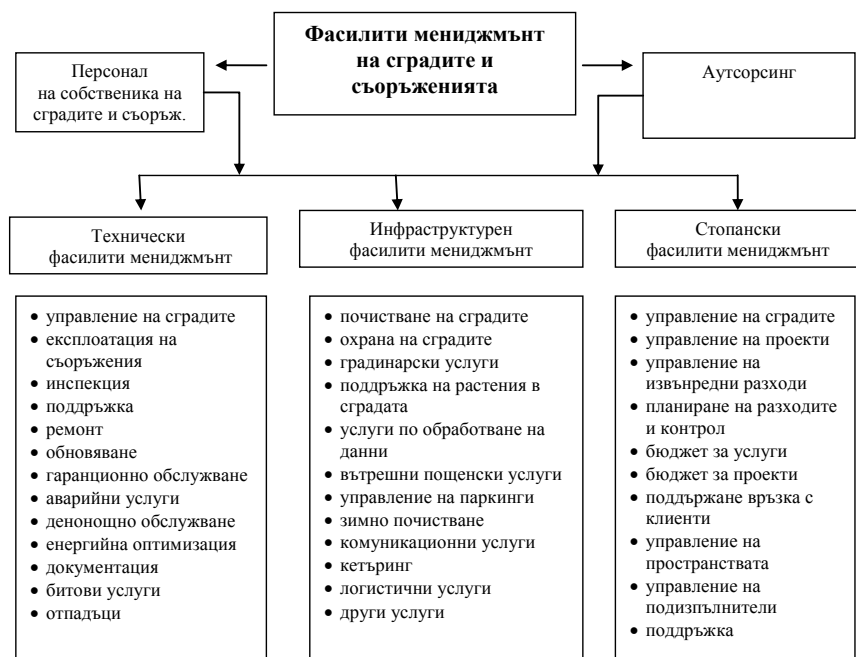 Фасилити мениджмънт
на сградите и
съоръженията
Персонал
на собственика на
сградите и съоръж.
Аутсорсинг
Технически
фасилити мениджмънт
Инфраструктурен
фасилити мениджмънт
Стопански
фасилити мениджмънт
• управление на сградите
• експлоатация на
съоръжения
• инспекция
• поддръжка
• ремонт
• обновяване
• гаранционно обслужване
• аварийни услуги
• денонощно обслужване
• енергийна оптимизация
• документация
• битови услуги
• отпадъци
• почистване на сградите
• охрана на сградите
• градинарски услуги
• поддръжка на растения в
сградата
• услуги по обработване на
данни
• вътрешни пощенски услуги
• управление на паркинги
• зимно почистване
• комуникационни услуги
• кетъринг
• логистични услуги
• други услуги
• управление на сградите
• управление на проекти
• управление на
извънредни разходи
• планиране на разходите
и контрол
• бюджет за услуги
• бюджет за проекти
• поддържане връзка с
клиенти
• управление на
пространствата
• управление на
подизпълнители
• поддръжка